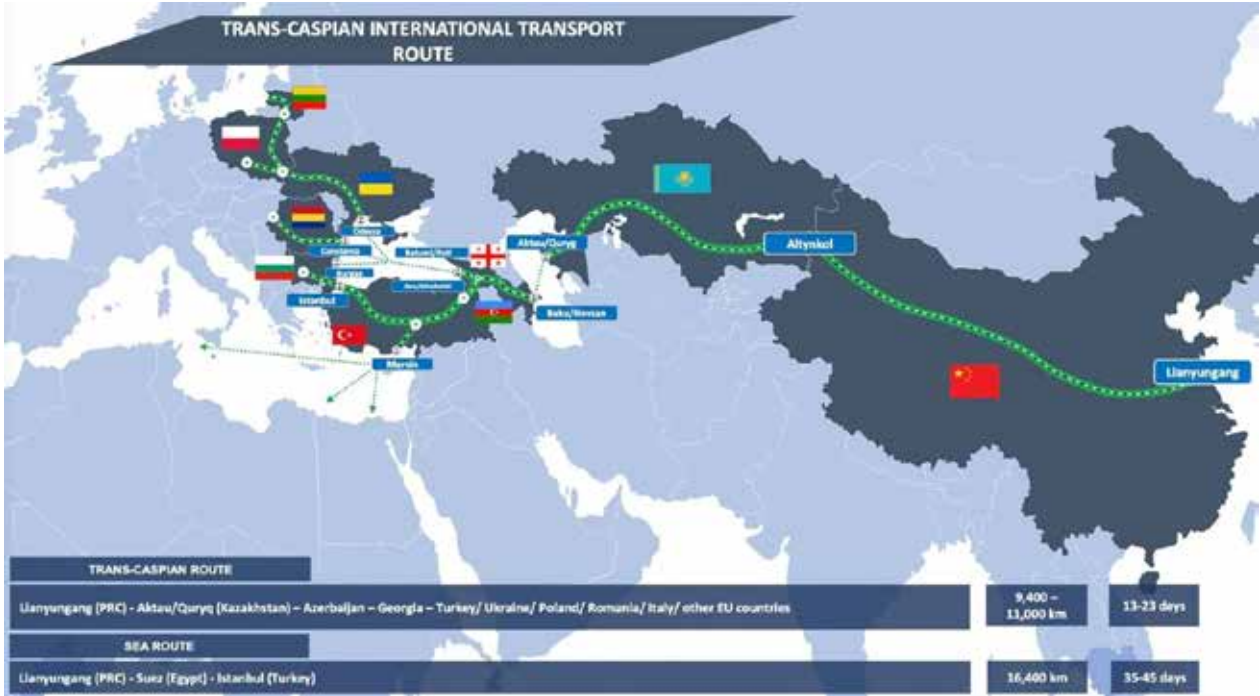 TRANS-CASPIAN INTERNATIONAL TRANSPORT
ROUTE
Odessa
Constanta
Batumi/Poti
Aktau/Quryq
Altynkol
Burgas
Istanbul
Baku/Hovsan
Mersin
Lianyungang
TRANS-CASPIAN ROUTE
Lianyungang (PRC) - Aktau/Quryq (Kazakhstan) – Azerbaijan – Georgia – Turkey/ Ukraine/ Poland/ Romania/ Italy/ other EU countries
9,400 –
11,000 km
13-23 days
SEA ROUTE
Lianyungang (PRC) - Suez (Egypt) - Istanbul (Turkey)
16,400 km
35-45 days